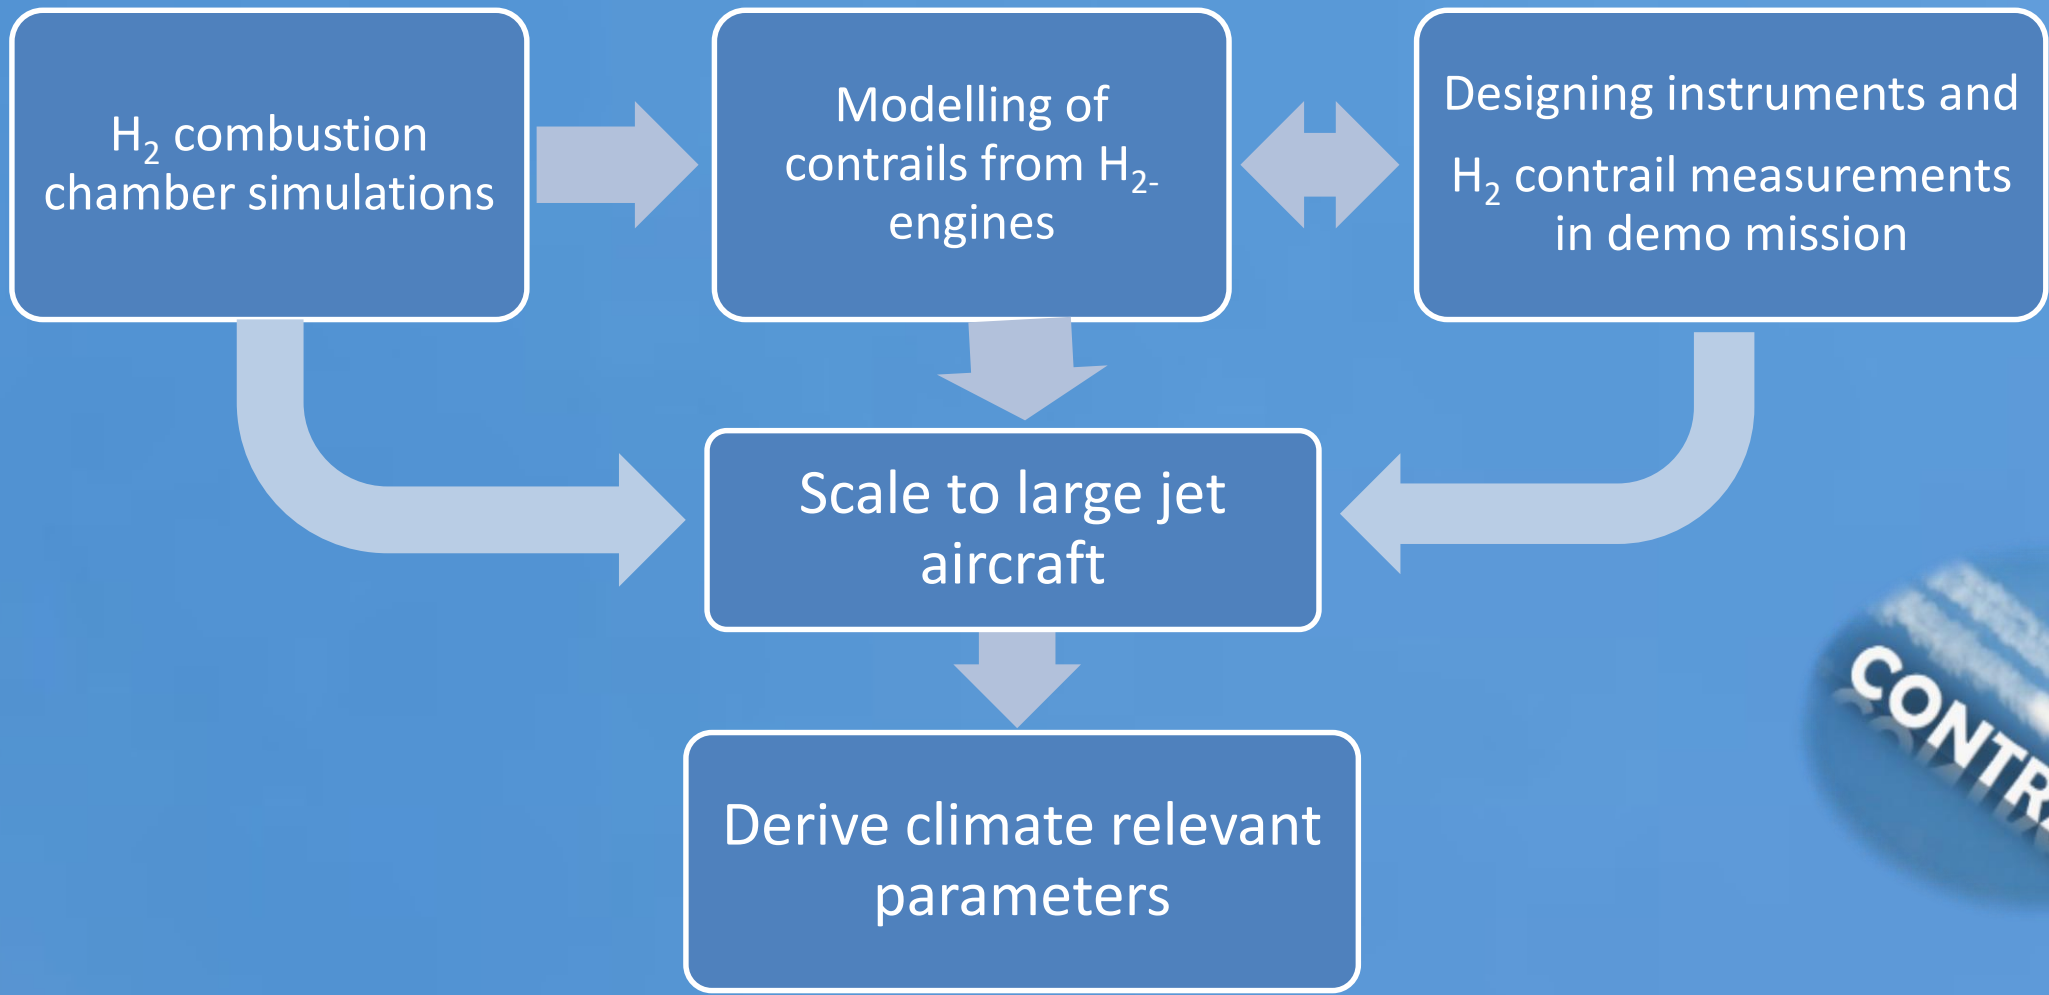 H₂ combustion
chamber simulations
Modelling of
contrails from H₂₋
engines
Designing instruments and
H₂ contrail measurements
in demo mission
Scale to large jet
aircraft
Derive climate relevant
parameters